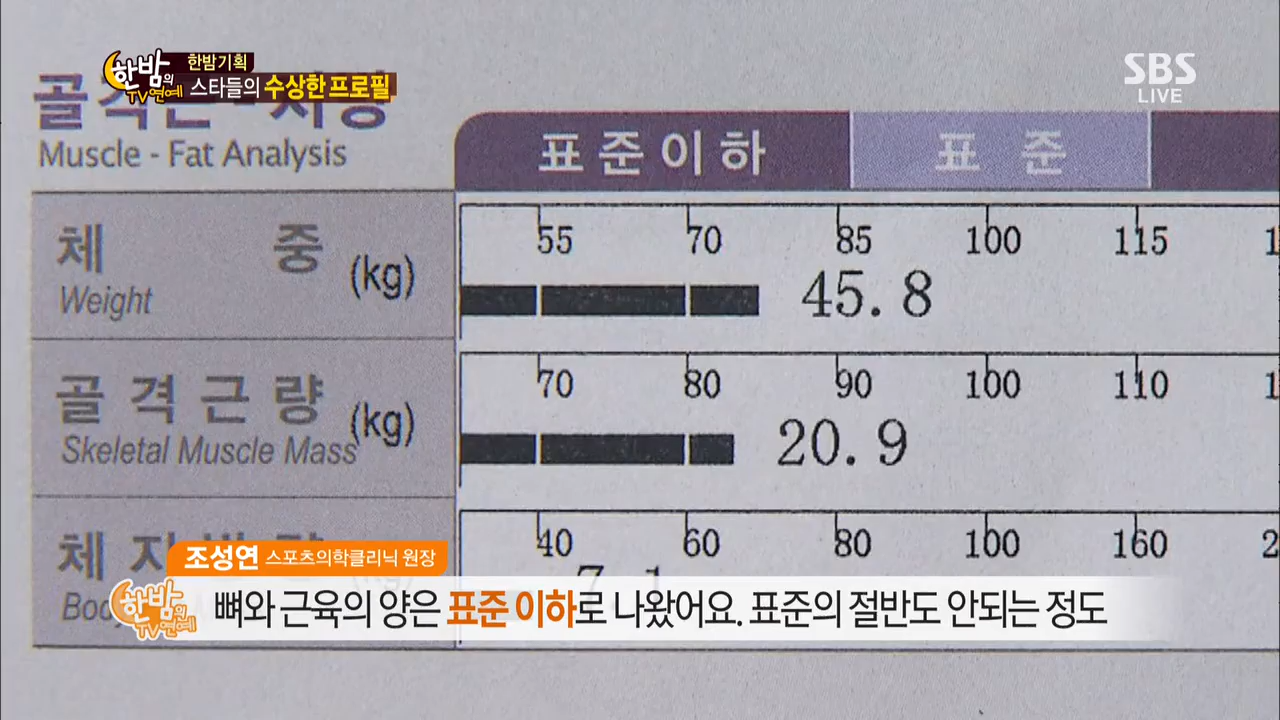 한밤의
TV연예
한밤기획
스타들의 수상한 프로필
SBS
LIVE
Muscle - Fat Analysis
표준이하
표 준
체 중 (kg)
Weight
55 70 85 100 115
45.8
골격근량 (kg)
Skeletal Muscle Mass
70 80 90 100 110
20.9
40 60 80 100 160
7.1
조성연 스포츠의학클리닉 원장
한밤의
TV연예
뼈와 근육의 양은 표준 이하로 나왔어요. 표준의 절반도 안되는 정도